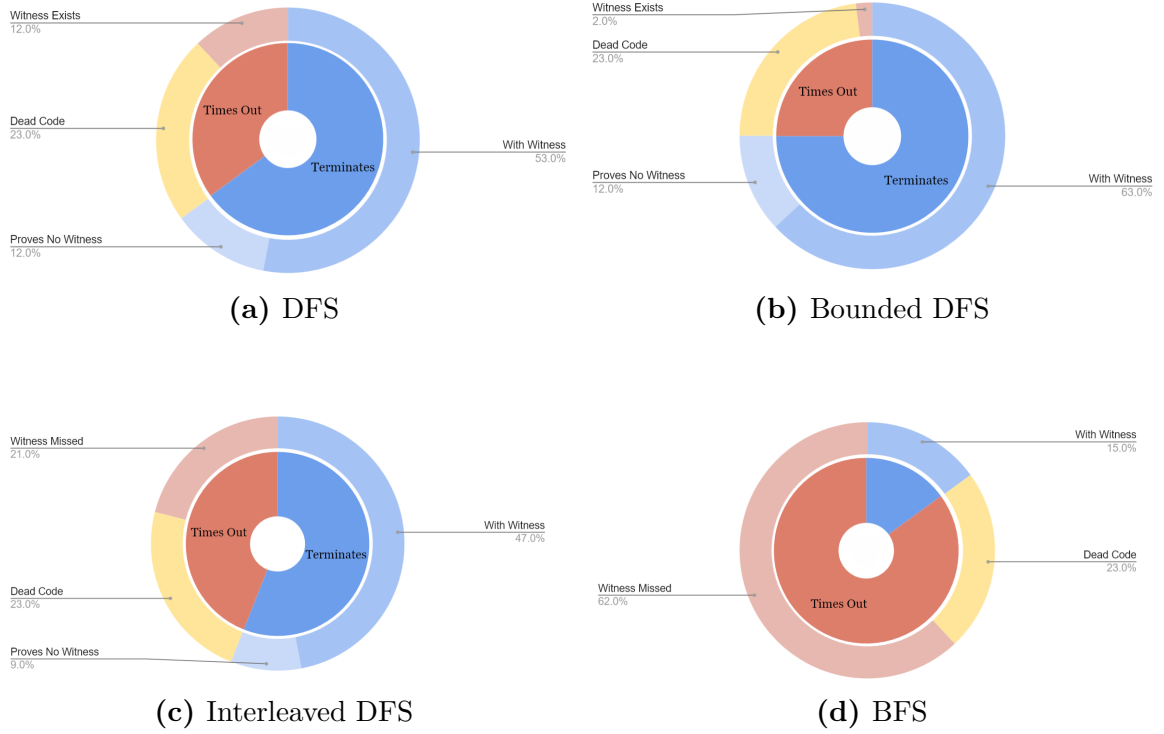 Witness Exists
12.0%
Times Out
Dead Code
23.0%
With Witness
53.0%
Terminates
Proves No Witness
12.0%
(a) DFS
Witness Exists
2.0%
Dead Code
23.0%
Times Out
Proves No Witness
12.0%
Terminates
With Witness
63.0%
(b) Bounded DFS
Witness Missed
21.0%
With Witness
47.0%
Times Out
Terminates
Dead Code
23.0%
Proves No Witness
9.0%
(c) Interleaved DFS
With Witness
15.0%
Dead Code
23.0%
Witness Missed
62.0%
Times Out
(d) BFS